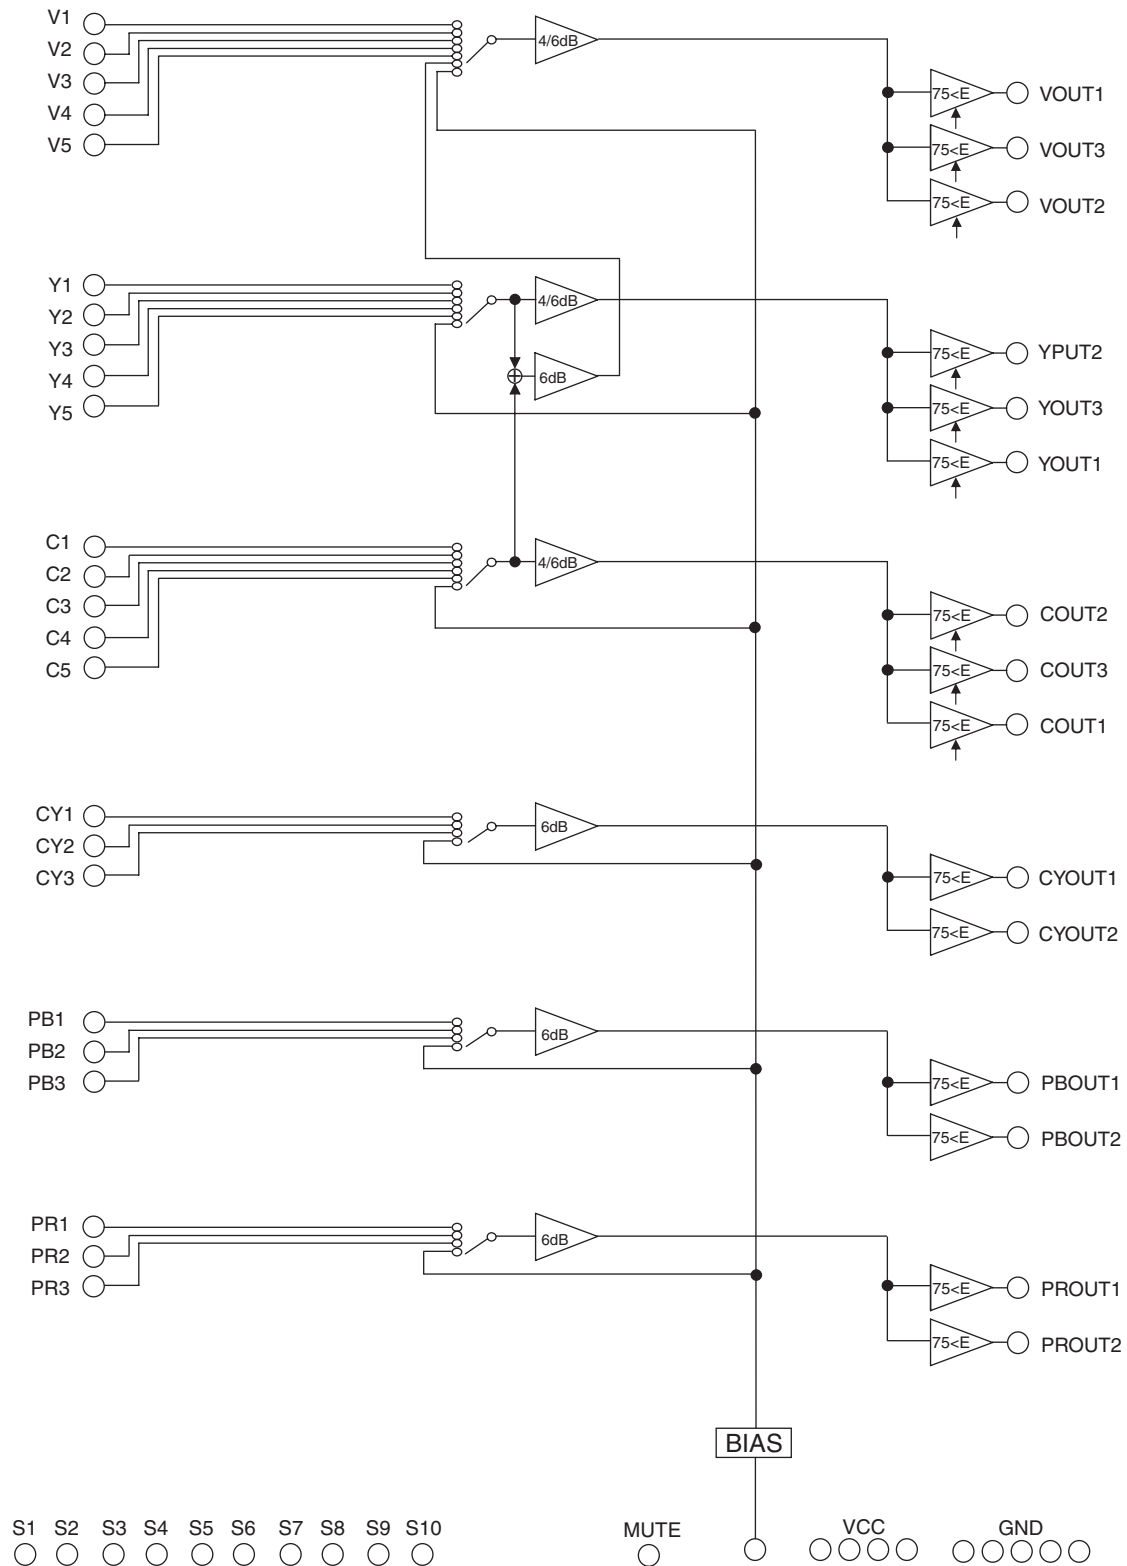 V1
V2
V3
V4
V5
4/6dB
75<E
VOUT1
75<E
VOUT3
75<E
VOUT2
Y1
Y2
Y3
Y4
Y5
4/6dB
6dB
75<E
YPUT2
75<E
YOUT3
75<E
YOUT1
C1
C2
C3
C4
C5
4/6dB
75<E
COUT2
75<E
COUT3
75<E
COUT1
CY1
CY2
CY3
6dB
75<E
CYOUT1
75<E
CYOUT2
PB1
PB2
PB3
6dB
75<E
PBOUT1
75<E
PBOUT2
PR1
PR2
PR3
6dB
75<E
PROUT1
75<E
PROUT2
BIAS
S1 S2 S3 S4 S5 S6 S7 S8 S9 S10 MUTE VCC GND